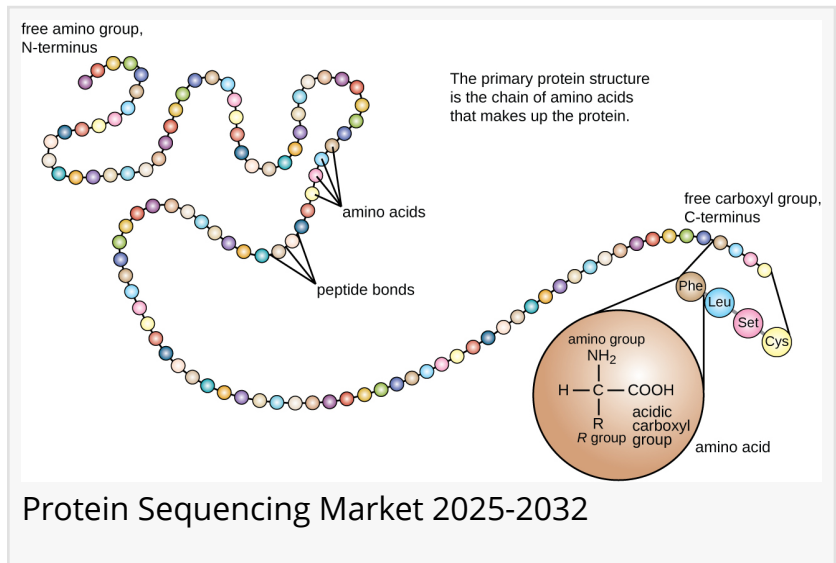 free amino group,
N-terminus
The primary protein structure
is the chain of amino acids
that makes up the protein.
amino acids
peptide bonds
free carboxyl group,
C-terminus
Phe
Leu
Set
Cys
amino group
NH2
H — C — COOH
R
R group
acidic
carboxyl
group
amino acid
Protein Sequencing Market 2025-2032